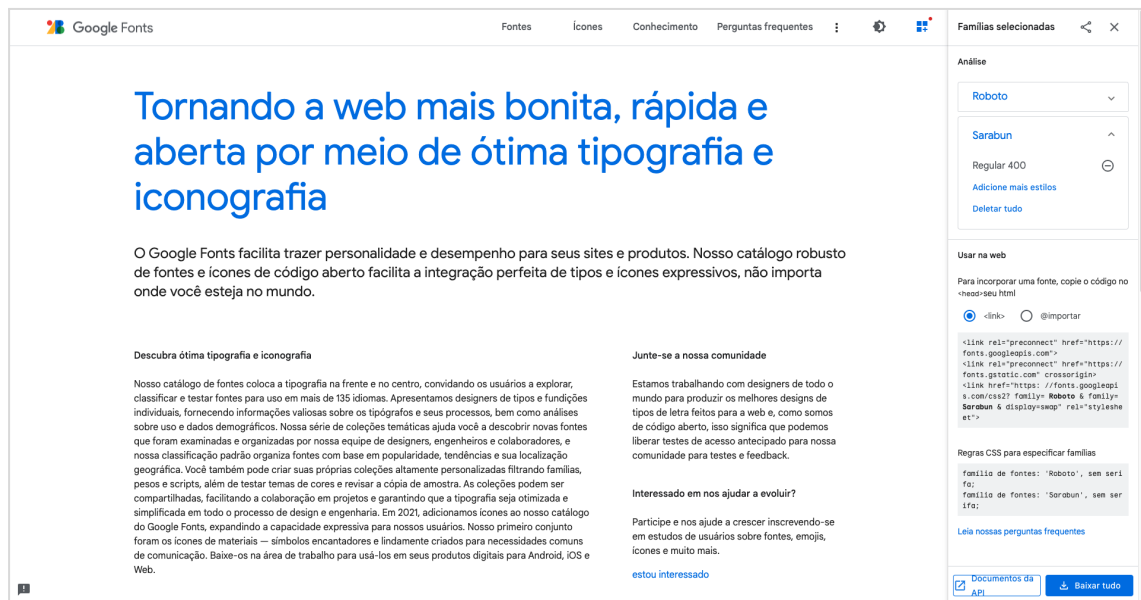 Google Fonts
Fontes
Ícones
Conhecimento
Perguntas frequentes
Tornando a web mais bonita, rápida e
aberta por meio de ótima tipografia e
iconografia
O Google Fonts facilita trazer personalidade e desempenho para seus sites e produtos. Nosso catálogo robusto
de fontes e ícones de código aberto facilita a integração perfeita de tipos e ícones expressivos, não importa
onde você esteja no mundo.
Descubra ótima tipografia e iconografia
Nosso catálogo de fontes coloca a tipografia na frente e no centro, convidando os usuários a explorar,
classificar e testar fontes para uso em mais de 135 idiomas. Apresentamos designers de tipos e fundições
individuais, fornecendo informações valiosas sobre os tipógrafos e seus processos, bem como análises
sobre uso e dados demográficos. Nossa série de coleções temáticas ajuda você a descobrir novas fontes
que foram examinadas e organizadas por nossa equipe de designers, engenheiros e colaboradores, e
nossa classificação padrão organiza fontes com base em popularidade, tendências e sua localização
geográfica. Você também pode criar suas próprias coleções altamente personalizadas filtrando famílias,
pesos e scripts, além de testar temas de cores e revisar a cópia de amostra. As coleções podem ser
compartilhadas, facilitando a colaboração em projetos e garantindo que a tipografia seja otimizada e
simplificada em todo o processo de design e engenharia. Em 2021, adicionamos ícones ao nosso catálogo
do Google Fonts, expandindo a capacidade expressiva para nossos usuários. Nosso primeiro conjunto
foram os ícones de materiais — símbolos encantadores e lindamente criados para necessidades comuns
de comunicação. Baixe-os na área de trabalho para usá-los em seus produtos digitais para Android, iOS e
Web.
Junte-se a nossa comunidade
Estamos trabalhando com designers de todo o
mundo para produzir os melhores designs de
tipos de letra feitos para a web e, como somos
de código aberto, isso significa que podemos
liberar testes de acesso antecipado para nossa
comunidade para testes e feedback.
Interessado em nos ajudar a evoluir?
Participe e nos ajude a crescer inscrevendo-se
em estudos de usuários sobre fontes, emojis,
ícones e muito mais.
estou interessado
Famílias selecionadas
Análise
Roboto
Sarabun
Regular 400
Adicione mais estilos
Deletar tudo
Usar na web
Para incorporar uma fonte, copie o código no
<head>seu html
<link>
@importar
<link rel="preconnect" href="https://
fonts.googleapis.com">
<link rel="preconnect" href="https://
fonts.gstatic.com" crossorigin>
<link href="https: //fonts.googleapi
s.com/css2? family= Roboto & family=
Sarabun & display=swap" rel="styleshe
et">
Regras CSS para especificar famílias
família de fontes: 'Roboto', sem seri
fa;
família de fontes: 'Sarabun', sem ser
ifa;
Leia nossas perguntas frequentes
Documentos da
API
Baixar tudo